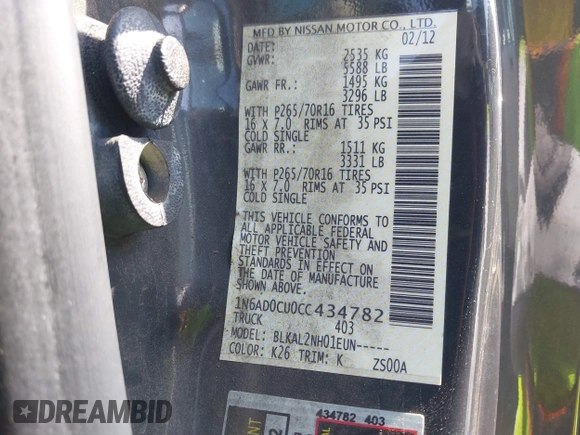 MFD BY NISSAN MOTOR CO., LTD.
DATE: 02/12
GVWR: 2535 KG
5588 LB
GAWR FR.: 1495 KG
3296 LB
WITH P265/70R16 TIRES
16 X 7.0 RIMS AT 35 PSI
COLD SINGLE
GAWR RR.: 1511 KG
3331 LB
WITH P265/70R16 TIRES
16 X 7.0 RIMS AT 35 PSI
COLD SINGLE
THIS VEHICLE CONFORMS TO
ALL APPLICABLE FEDERAL
MOTOR VEHICLE SAFETY AND
THEFT PREVENTION
STANDARDS IN EFFECT ON
THE DATE OF MANUFACTURE
SHOWN ABOVE.
1N6AD0CU0CC434782
TRUCK 403
MODEL: BLKAL2NH01EUN-----
COLOR: K26 TRIM: K ZS00A
434782 403
DREAMBID